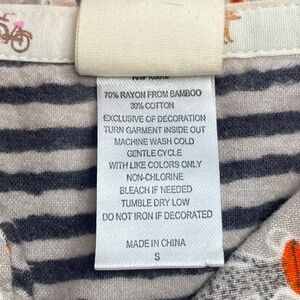 70% RAYON FROM BAMBOO
30% COTTON
EXCLUSIVE OF DECORATION
TURN GARMENT INSIDE OUT
MACHINE WASH COLD
GENTLE CYCLE
WITH LIKE COLORS ONLY
NON-CHLORINE
BLEACH IF NEEDED
TUMBLE DRY LOW
DO NOT IRON IF DECORATED
MADE IN CHINA
S